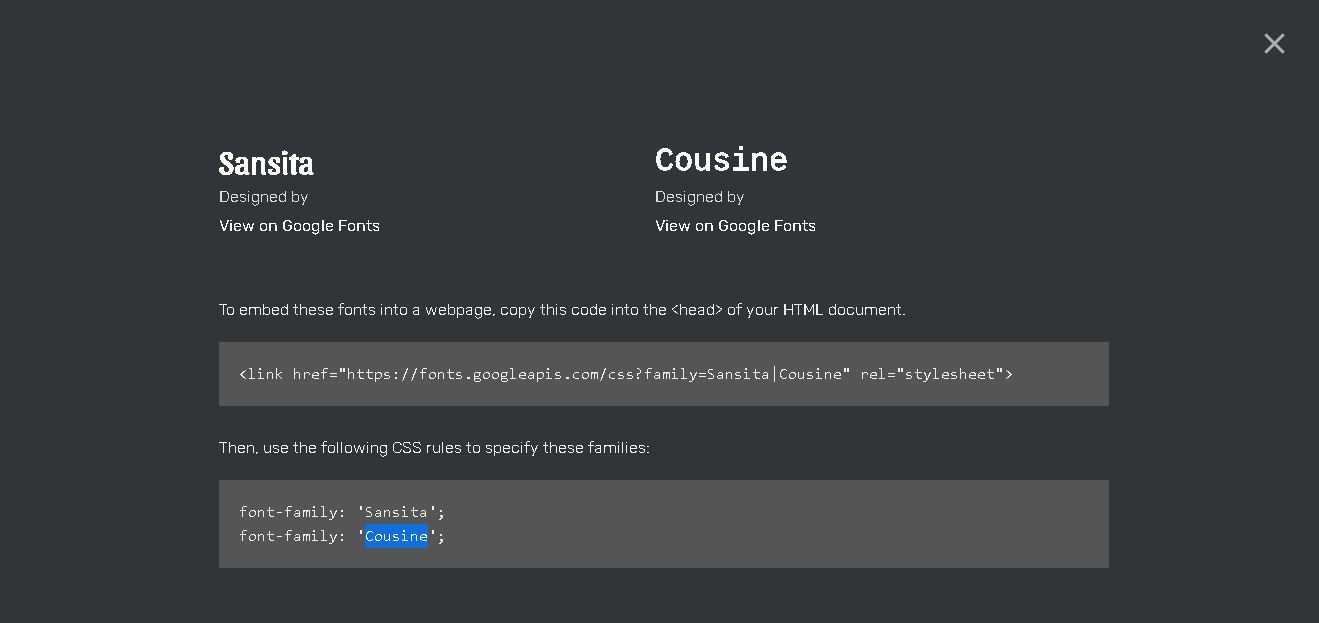 Sansita
Designed by
View on Google Fonts
Cousine
Designed by
View on Google Fonts
To embed these fonts into a webpage, copy this code into the <head> of your HTML document.
<link href="https://fonts.googleapis.com/css?family=Sansita|Cousine" rel="stylesheet">
Then, use the following CSS rules to specify these families:
font-family: 'Sansita';
font-family: 'Cousine';